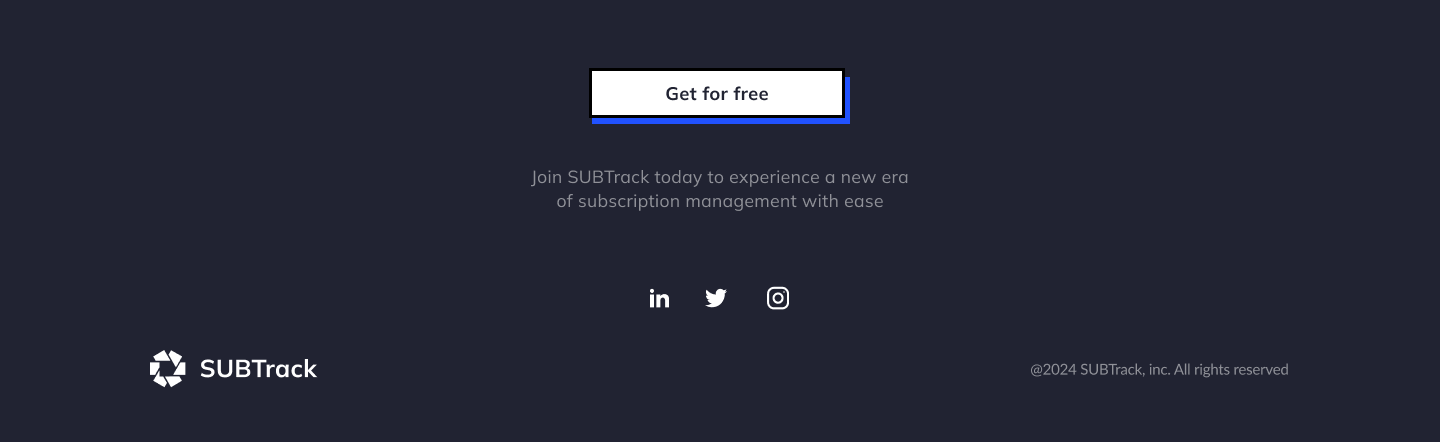 Get for free
Join SUBTrack today to experience a new era
of subscription management with ease
SUBTrack
@2024 SUBTrack, inc. All rights reserved